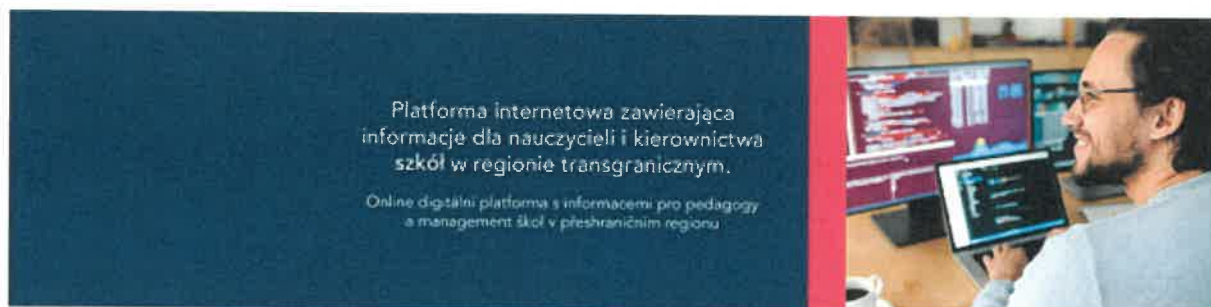 Platforma internetowa zawierająca
informacje dla nauczycieli i kierownictwa
szkół w regionie transgranicznym.
Online digitální platforma s informacemi pro pedagogy
a management škol v přeshraničním regionu